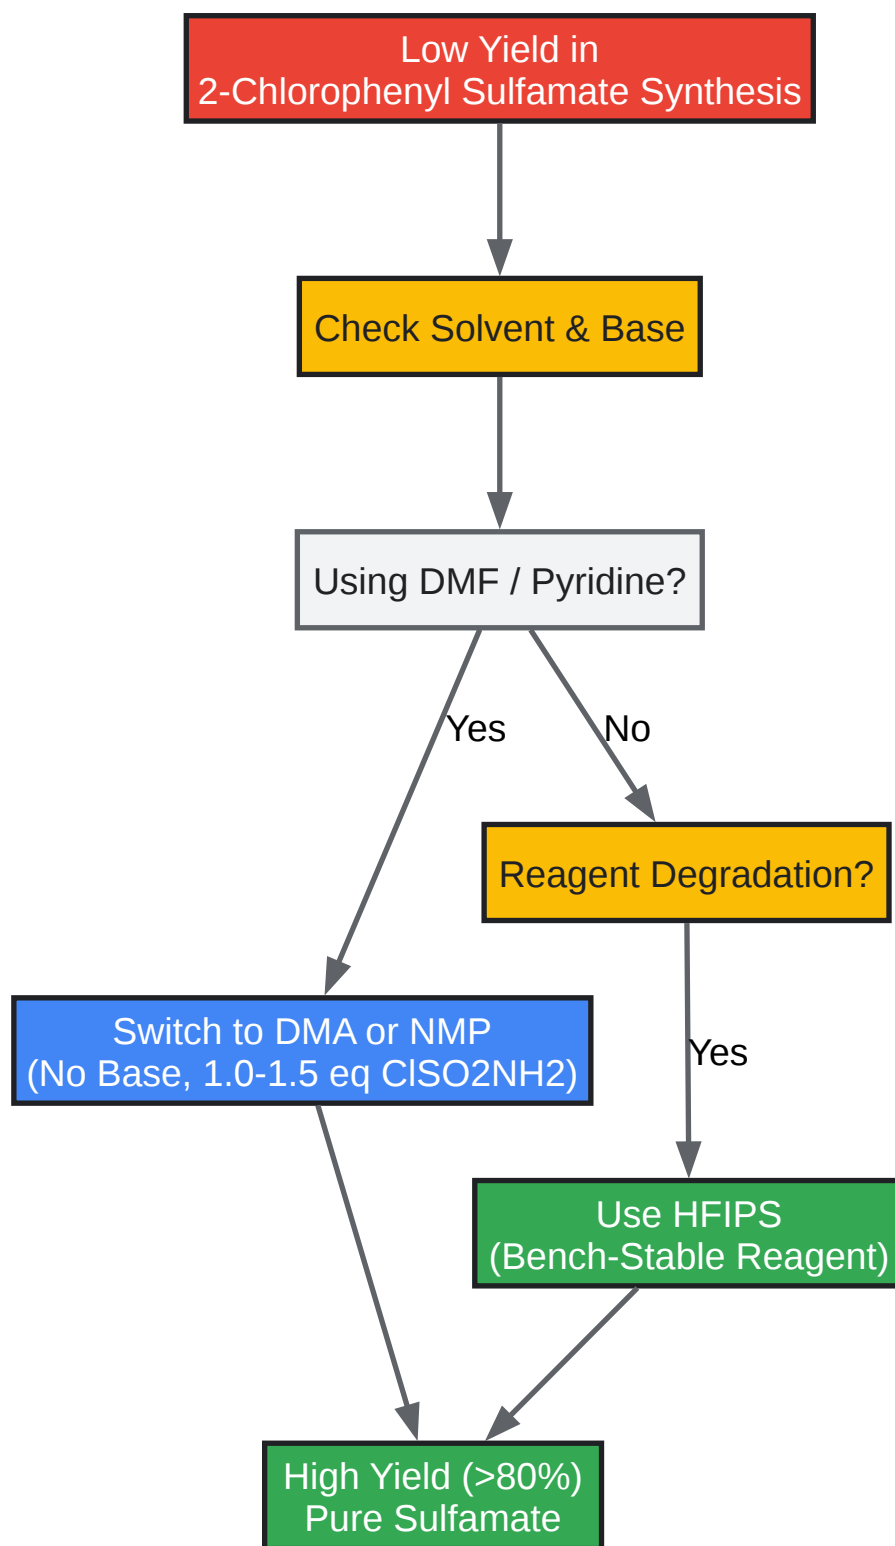 Low Yield in
2-Chlorophenyl Sulfamate Synthesis
Check Solvent & Base
Using DMF / Pyridine?
Yes
No
Reagent Degradation?
Switch to DMA or NMP
(No Base, 1.0-1.5 eq ClSO2NH2)
Yes
Use HFIPS
(Bench-Stable Reagent)
High Yield (>80%)
Pure Sulfamate